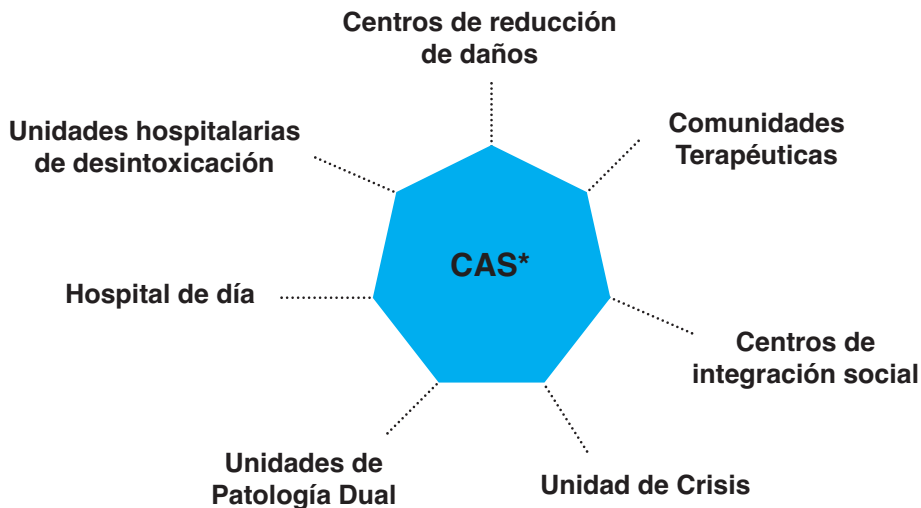 Centros de reducción
de daños
Unidades hospitalarias
de desintoxicación
Comunidades
Terapéuticas
CAS*
Hospital de día
Centros de
integración social
Unidades de
Patología Dual
Unidad de Crisis